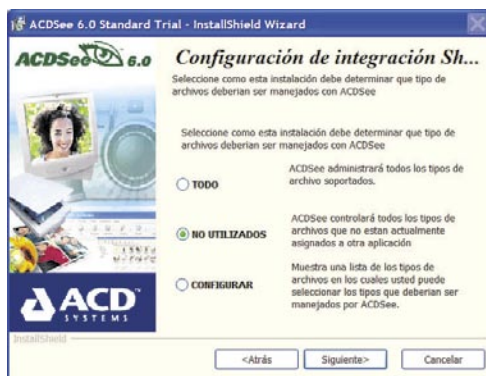 ACDSee 6.0 Standard Trial - InstallShield Wizard
ACDSee 6.0
Configuración de integración Sh...
Seleccione como esta instalación debe determinar que tipo de
archivos deberian ser manejados con ACDSee
Seleccione como esta instalación debe determinar que tipo de
archivos deberian ser manejados con ACDSee
TODO
ACDSee administrará todos los tipos de
archivo soportados.
NO UTILIZADOS
ACDSee controlará todos los tipos de
archivos que no estan actualmente
asignados a otra aplicación
CONFIGURAR
Muestra una lista de los tipos de
archivos en los cuales usted puede
seleccionar los tipos que deberian ser
manejados por ACDSee.
ACD
SYSTEMS
InstallShield
<Atrás
Siguiente>
Cancelar